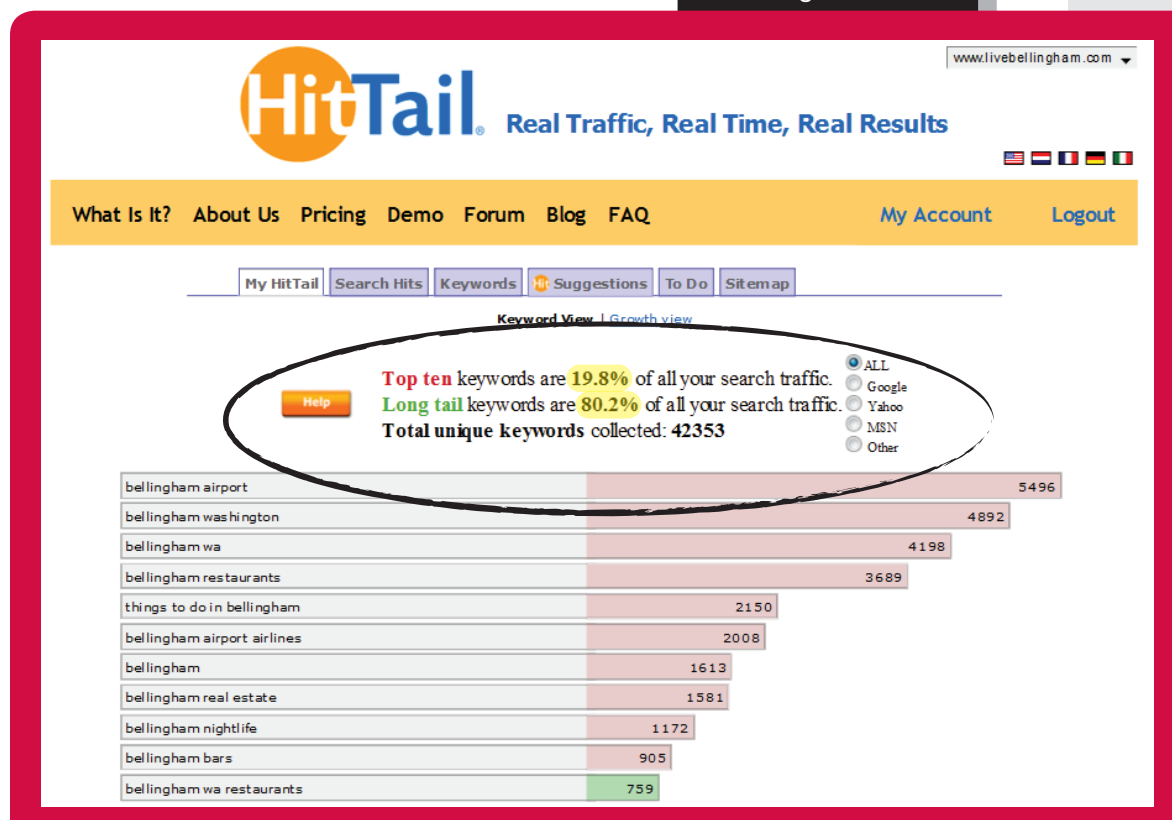 www.livebellingham.com
HitTail® Real Traffic, Real Time, Real Results
What Is It? About Us Pricing Demo Forum Blog FAQ My Account Logout
My HitTail Search Hits Keywords Hit Suggestions To Do Sitemap
Keyword View | Growth view
Help
Top ten keywords are 19.8% of all your search traffic.
Long tail keywords are 80.2% of all your search traffic.
Total unique keywords collected: 42353
ALL
Google
Yahoo
MSN
Other
bellingham airport 5496
bellingham washington 4892
bellingham wa 4198
bellingham restaurants 3689
things to do in bellingham 2150
bellingham airport airlines 2008
bellingham 1613
bellingham real estate 1581
bellingham nightlife 1172
bellingham bars 905
bellingham wa restaurants 759